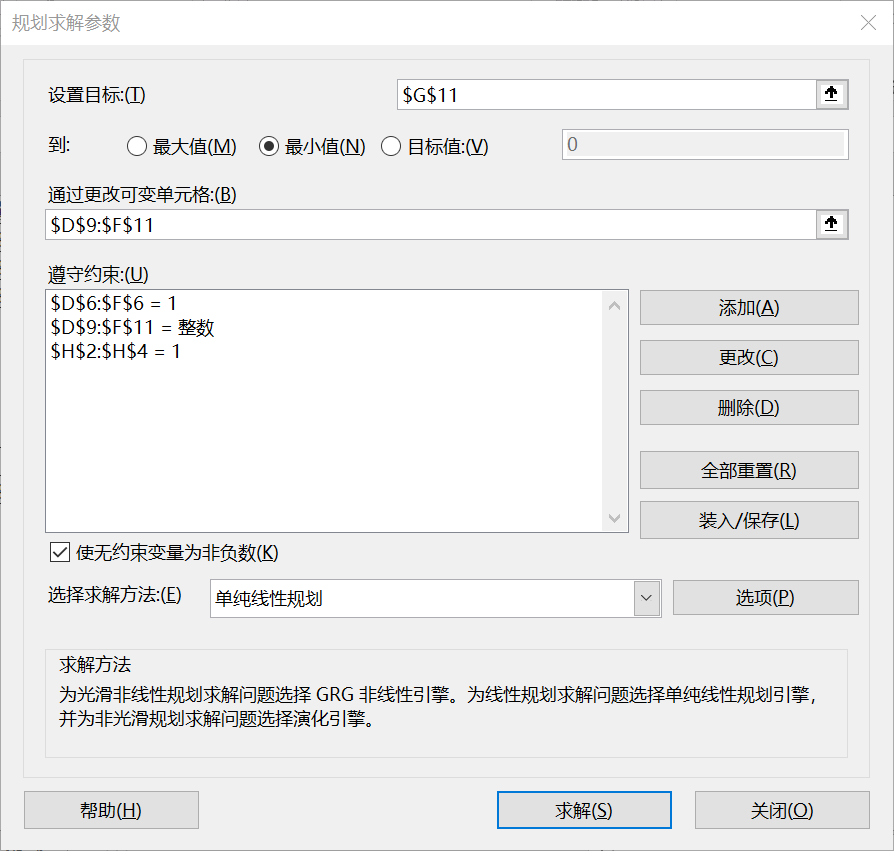 规划求解参数
设置目标:(T)
$G$11
到:
最大值(M)
最小值(N)
目标值:(V)
0
通过更改可变单元格:(B)
$D$9:$F$11
遵守约束:(U)
$D$6:$F$6 = 1
$D$9:$F$11 = 整数
$H$2:$H$4 = 1
添加(A)
更改(C)
删除(D)
全部重置(R)
装入/保存(L)
使无约束变量为非负数(K)
选择求解方法:(E)
单纯线性规划
选项(P)
求解方法
为光滑非线性规划求解问题选择 GRG 非线性引擎。为线性规划求解问题选择单纯线性规划引擎，
并为非光滑规划求解问题选择演化引擎。
帮助(H)
求解(S)
关闭(O)